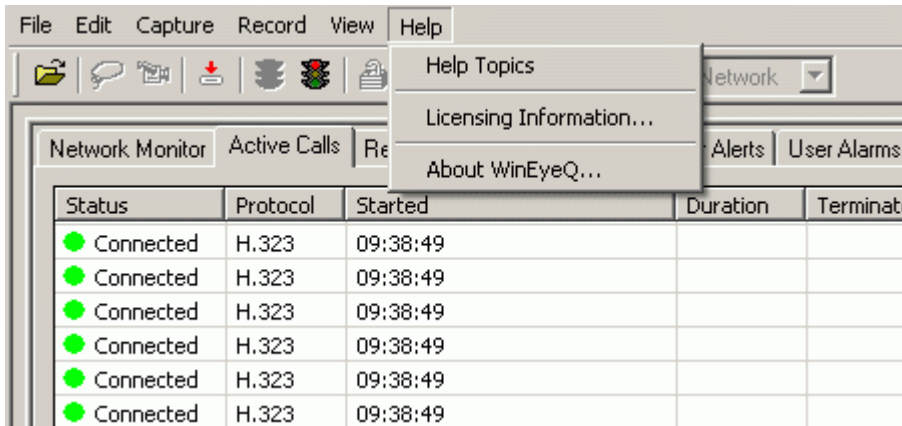 File Edit Capture Record View Help
Help Topics
Network
Licensing Information...
Network Monitor Active Calls Alerts User Alarms
About WinEyeQ...
Status Protocol Started Duration
Connected H.323 09:38:49
Connected H.323 09:38:49
Connected H.323 09:38:49
Connected H.323 09:38:49
Connected H.323 09:38:49
Connected H.323 09:38:49